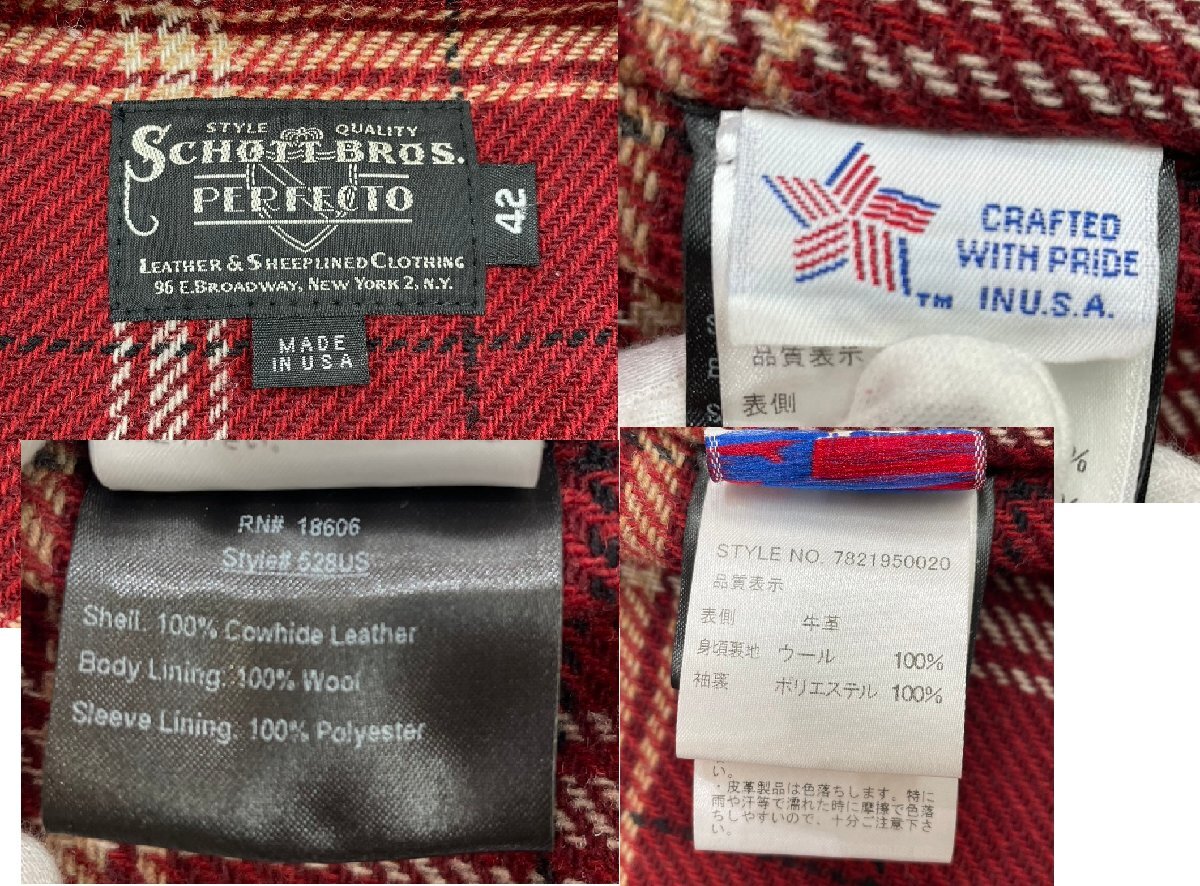 STYLE QUALITY
SCHOTT BROS.
PERFECTO
LEATHER & SHEEPLINED CLOTHING
96 E. BROADWAY, NEW YORK 2, N.Y.
42
MADE
IN USA
CRAFTED
WITH PRIDE
IN U.S.A.
TM
品質表示
表側
%
RN# 18606
Style# 528US
Shell: 100% Cowhide Leather
Body Lining: 100% Wool
Sleeve Lining: 100% Polyester
STYLE NO. 7821950020
品質表示
表側 牛革
身頃裏地 ウール 100%
袖裏 ポリエステル 100%
い。
・皮革製品は色落ちします。特に
雨や汗等で濡れた時に摩擦で色落
ちしやすいので、十分ご注意下さ
い。